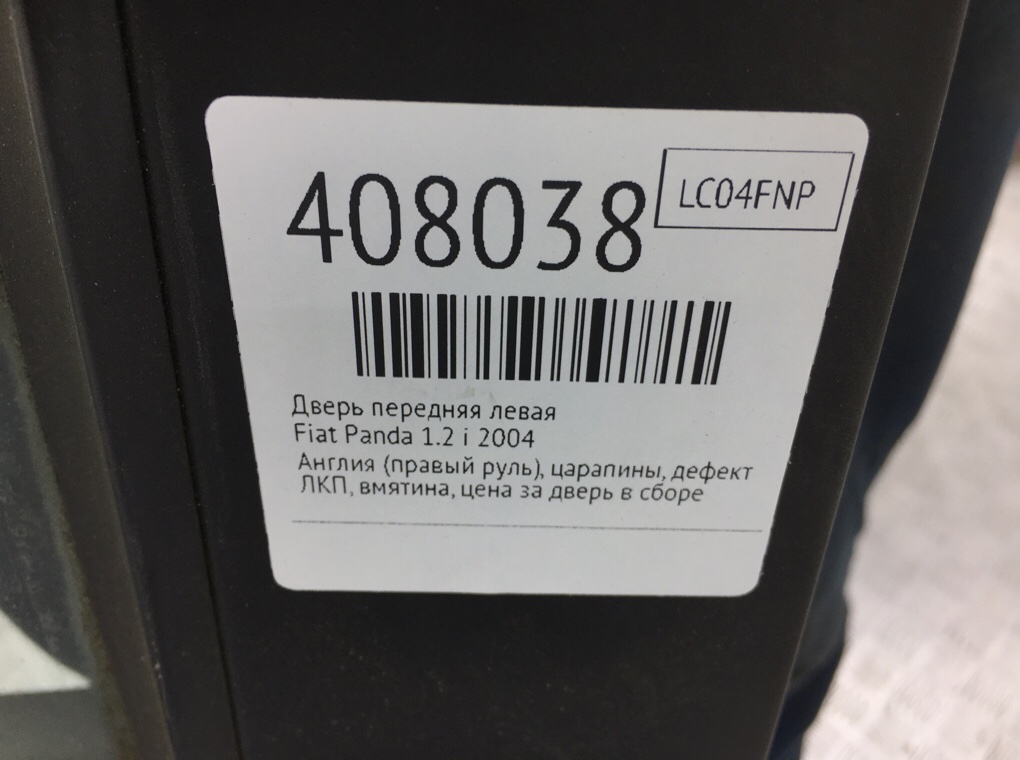 408038
LC04FNP
Дверь передняя левая
Fiat Panda 1.2 i 2004
Англия (правый руль), царапины, дефект
ЛКП, вмятина, цена за дверь в сборе